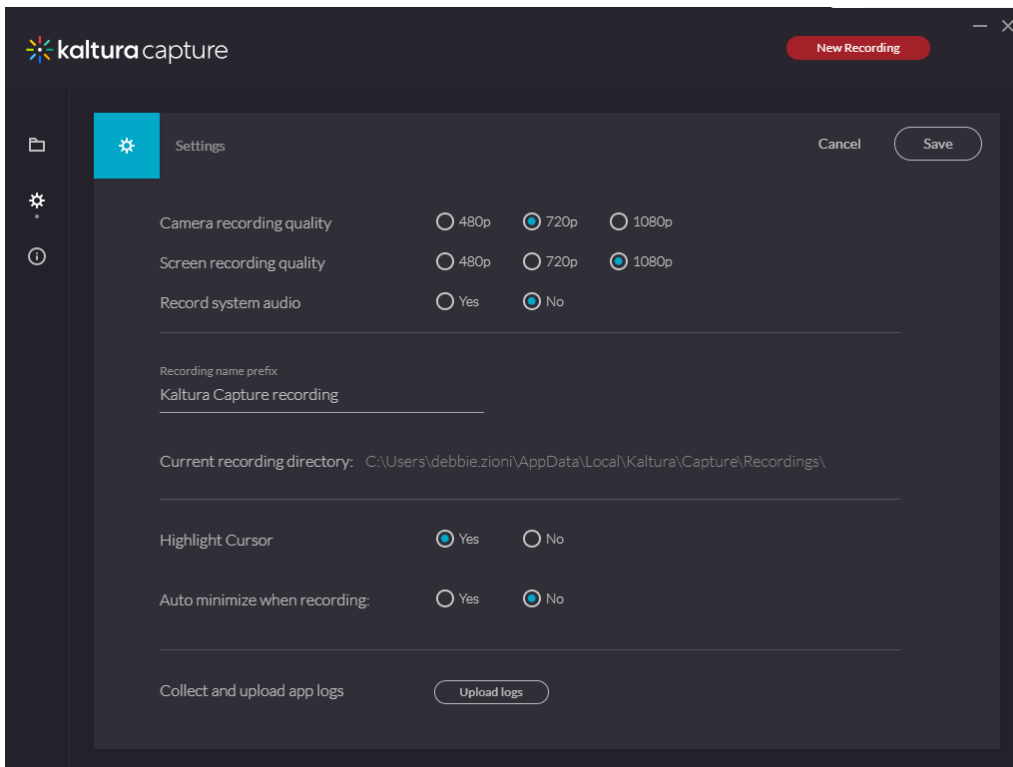 kaltura capture
New Recording
Settings
Cancel
Save
Camera recording quality 480p 720p 1080p
Screen recording quality 480p 720p 1080p
Record system audio Yes No
Recording name prefix
Kaltura Capture recording
Current recording directory: C:\Users\debbie.zioni\AppData\Local\Kaltura\Capture\Recordings\
Highlight Cursor Yes No
Auto minimize when recording: Yes No
Collect and upload app logs Upload logs